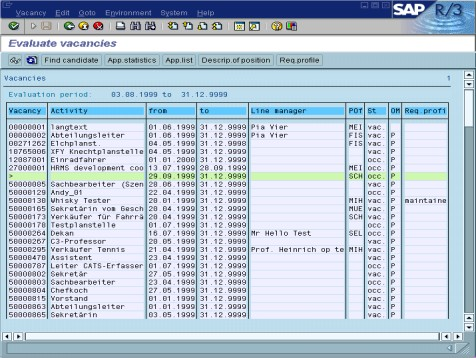 Vacancy Edit Goto Environment System Help
SAP R/3
Evaluate vacancies
Find candidate App.statistics App.list Descrip.of position Req.profile
Vacancies 1
Evaluation period: 03.08.1999 to 31.12.9999
Vacancy Activity from to Line manager POf St OM Req.profi
00000001 langtext 01.06.1999 31.12.9999 Pia Vier MEI vac.
00000002 Abteilungsleiter 01.06.1999 31.12.9999 Pia Vier FIS vac. P
00271262 Elchplanst. 04.05.1998 31.12.9999 FIS vac. P
10765006 XFY Knechtplanstelle 04.05.1999 31.12.9999 vac. P
12087001 Einradfahrer 01.01.2000 31.12.9999 occ. P
27000001 HRMS development coo 13.07.1999 28.09.1999 MEI occ. P
> 29.09.1999 31.12.9999 SCH occ. P
50000005 Sachbearbeiter (Szen 28.05.1999 31.12.9999 vac. P
50000129 Andy_01 22.04.1999 31.12.9999 occ. P
50000130 Whisky Tester 20.01.1999 31.12.9999 MIH vac. P maintaine
50000165 Sekretärin vom Gesch 20.04.1999 31.12.9999 MUE vac. P
50000173 Verkäufer für Fahrrä 20.04.1999 31.12.9999 SCH vac. P
50000178 Testplanstelle 01.07.1999 31.12.9999 occ. P
50000264 Dekan 16.07.1999 31.12.9999 Mr Hello Test SEL occ. P
50000267 C3-Professor 20.05.1999 31.12.9999 vac. P
50000295 Verkäufer Tennis 21.04.1999 31.12.9999 Prof. Heinrich op te MIH vac. P
50000470 Assistent 23.04.1999 31.12.9999 vac. P
50000787 Leiter CATS-Erfasser 01.07.1999 31.12.9999 occ. P
50000802 Sekretär 27.05.1999 31.12.9999 vac. P
50000803 Sachbearbeiter 23.04.1999 31.12.9999 occ. P
50000804 Chefkoch 27.05.1999 31.12.9999 occ. P
50000815 Vorstand 01.01.1999 31.12.9999 occ. P
50000863 Abteilungsleiter 01.01.1999 31.12.9999 vac. P
50000865 Sekretärin 03.05.1999 31.12.9999 vac. P